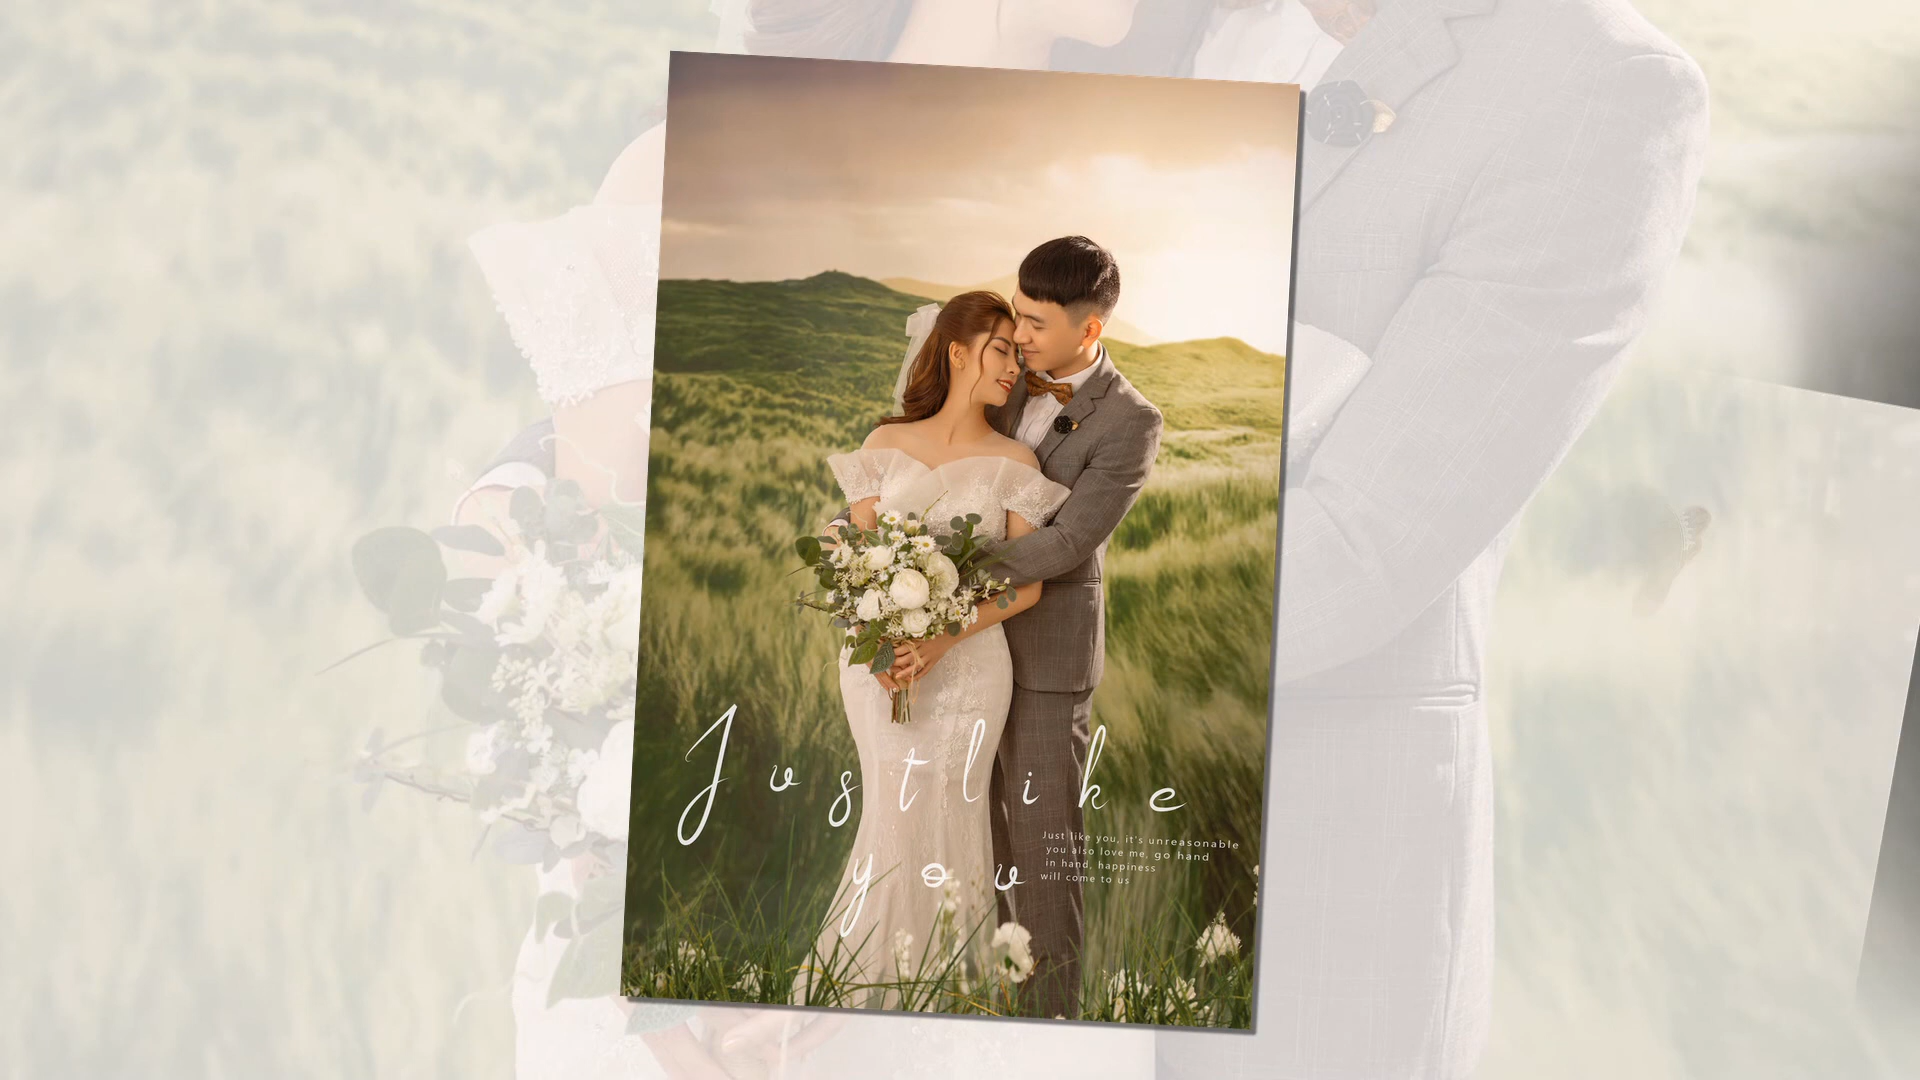 Just like
you
Just like you, it's unreasonable
you also love me, go hand
in hand, happiness
will come to us